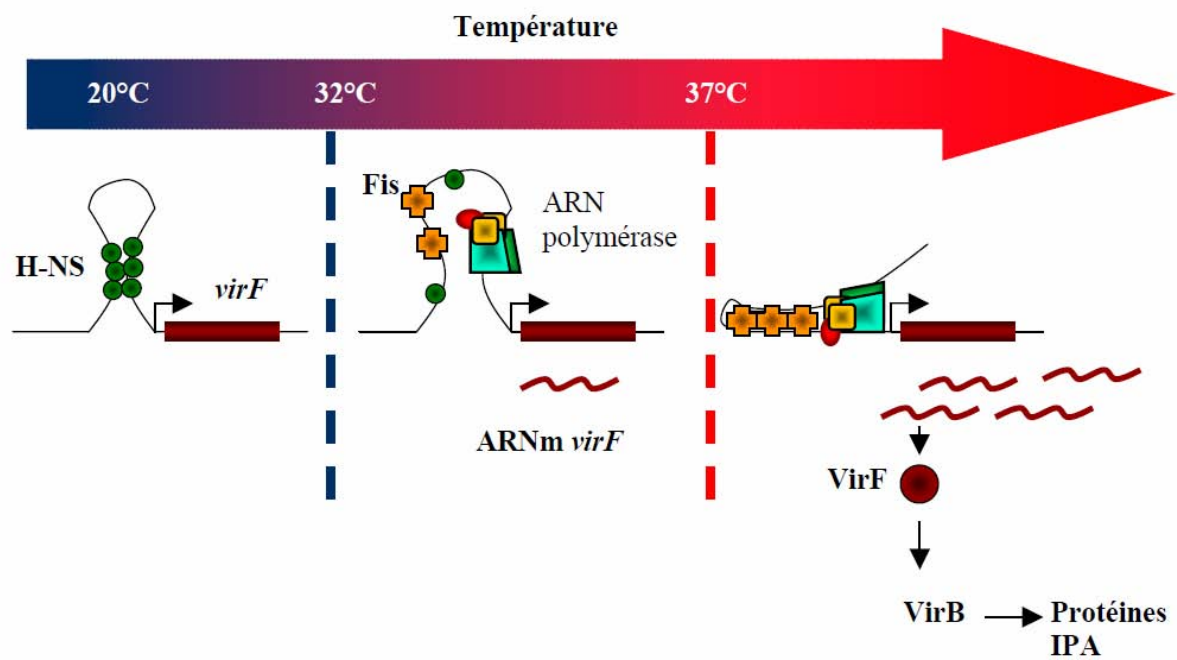 Température
20°C
32°C
37°C
Fis
ARN
polymérase
H-NS
virF
ARNm virF
VirF
VirB
Protéines
IPA